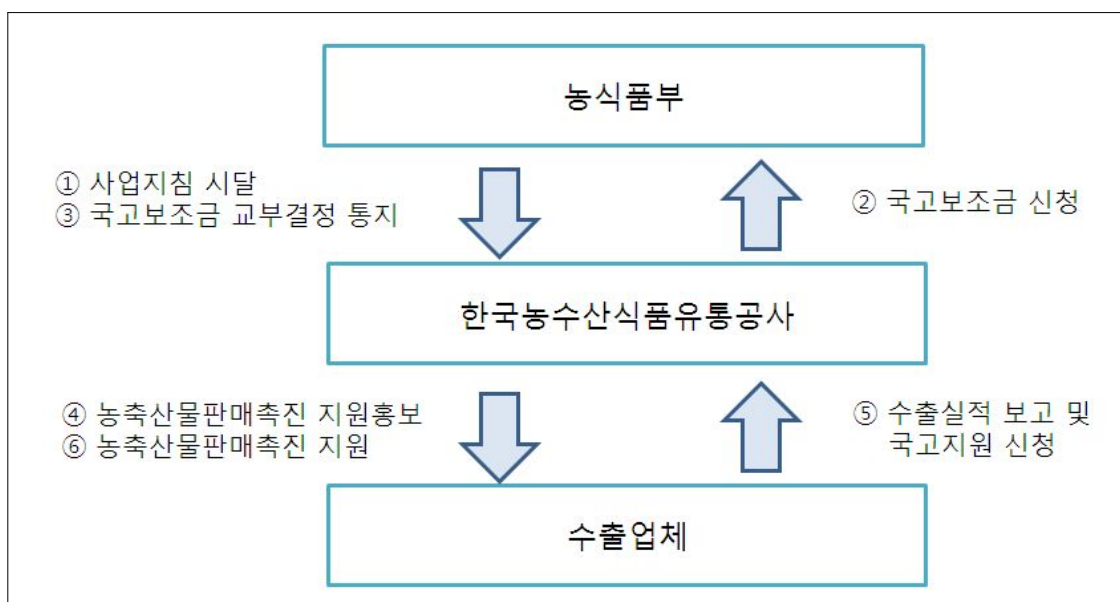 농식품부
① 사업지침 시달
③ 국고보조금 교부결정 통지
② 국고보조금 신청
한국농수산식품유통공사
④ 농축산물판매촉진 지원홍보
⑥ 농축산물판매촉진 지원
⑤ 수출실적 보고 및
국고지원 신청
수출업체